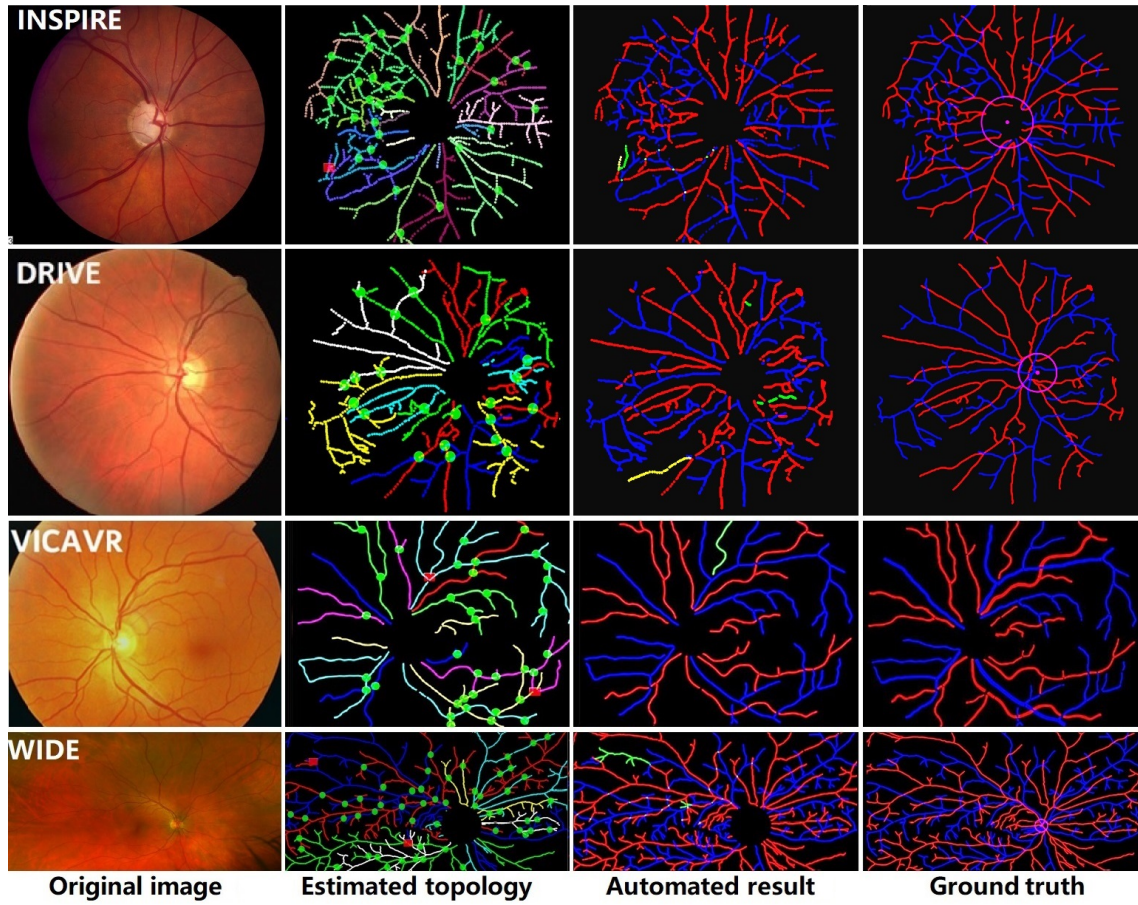 INSPIRE
DRIVE
VICAVR
WIDE
Original image
Estimated topology
Automated result
Ground truth